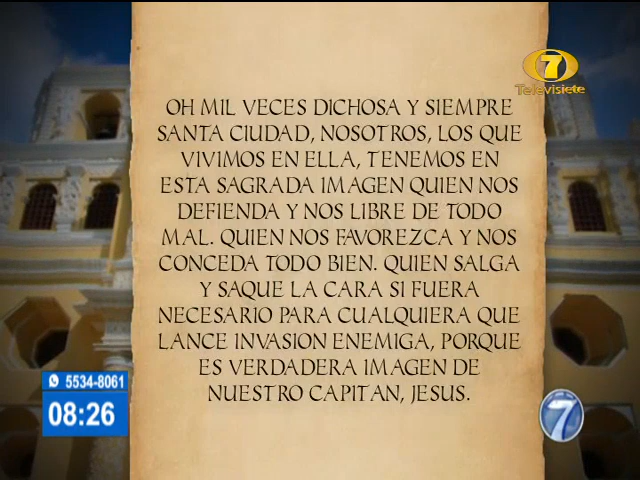 7
Televisiete
OH MIL VECES DICHOSA Y SIEMPRE
SANTA CIUDAD, NOSOTROS, LOS QUE
VIVIMOS EN ELLA, TENEMOS EN
ESTA SAGRADA IMAGEN QUIEN NOS
DEFIENDA Y NOS LIBRE DE TODO
MAL. QUIEN NOS FAVOREZCA Y NOS
CONCEDA TODO BIEN. QUIEN SALGA
Y SAQUE LA CARA SI FUERA
NECESARIO PARA CUALQUIERA QUE
LANCE INVASION ENEMIGA, PORQUE
ES VERDADERA IMAGEN DE
NUESTRO CAPITAN, JESUS.
5534-8061
08:26
7